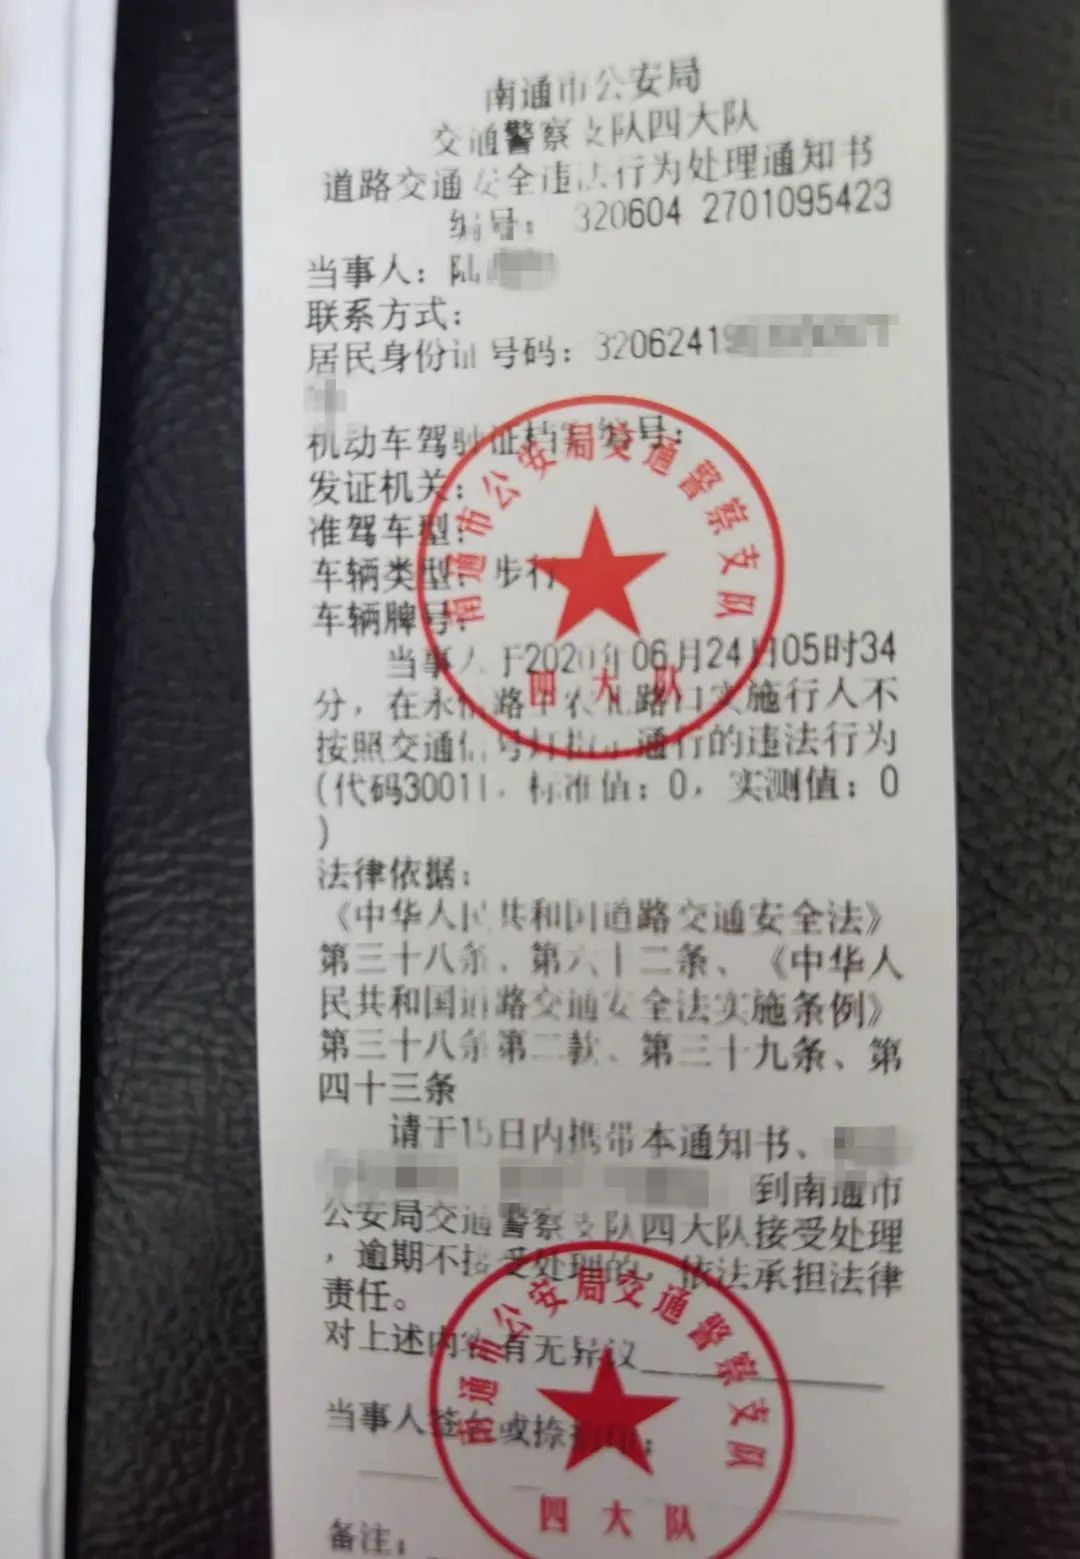 南通市公安局
交通警察支队四大队
道路交通安全违法行为处理通知书
编号: 320604 2701095423
当事人: 陆
联系方式:
居民身份证号码: 32062419
机动车驾驶证档案编号:
发证机关:
准驾车型:
车辆类型: 步行
车辆牌号:
当事人于2020年06月24日05时34
分, 在永 路 路口实施行人不
按照交通信号灯指示通行的违法行为
(代码3001, 标准值: 0, 实测值: 0
)
法律依据:
《中华人民共和国道路交通安全法》
第三十八条、第六十二条、《中华人
民共和国道路交通安全法实施条例》
第三十八条第二款、第三十九条、第
四十三条
请于15日内携带本通知书、
到南通市
公安局交通警察支队四大队接受处理
, 逾期不接受处理的, 依法承担法律
责任。
对上述内容有无异议
当事人签名或捺指印:
备注:
南通市公安局交通警察支队
四大队
南通市公安局交通警察支队
四大队